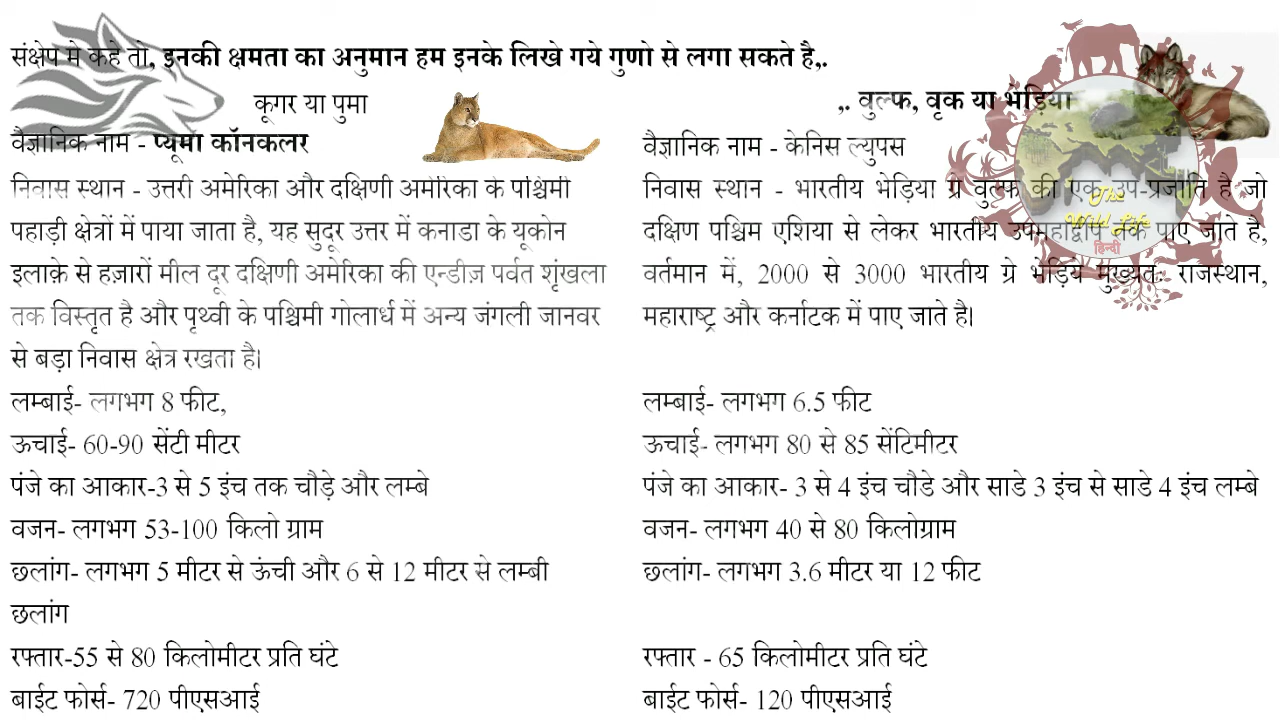 संक्षेप मे कहे तो, इनकी क्षमता का अनुमान हम इनके लिखे गये गुणो से लगा सकते है,.
कूगर या पुमा
वैज्ञानिक नाम - प्यूमा कॉनकलर
निवास स्थान - उत्तरी अमेरिका और दक्षिणी अमेरिका के पश्चिमी
पहाड़ी क्षेत्रों में पाया जाता है, यह सुदूर उत्तर में कनाडा के यूकोन
इलाक़े से हज़ारों मील दूर दक्षिणी अमेरिका की एन्डीज़ पर्वत शृंखला
तक विस्तृत है और पृथ्वी के पश्चिमी गोलार्ध में अन्य जंगली जानवर
से बड़ा निवास क्षेत्र रखता है।
लम्बाई- लगभग 8 फीट,
ऊचाई- 60-90 सेंटी मीटर
पंजे का आकार-3 से 5 इंच तक चौड़े और लम्बे
वजन- लगभग 53-100 किलो ग्राम
छलांग- लगभग 5 मीटर से ऊंची और 6 से 12 मीटर से लम्बी
छलांग
रफ्तार-55 से 80 किलोमीटर प्रति घंटे
बाईट फोर्स- 720 पीएसआई
,. वुल्फ, वृक या भेड़िया
वैज्ञानिक नाम - केनिस ल्युपस
निवास स्थान - भारतीय भेड़िया ग्रे वुल्फ की एक उप-प्रजाति है जो
दक्षिण पश्चिम एशिया से लेकर भारतीय उपमहाद्वीप तक पाए जाते है,
वर्तमान में, 2000 से 3000 भारतीय ग्रे भेड़िये मुख्यतः राजस्थान,
महाराष्ट्र और कर्नाटक में पाए जाते है।
लम्बाई- लगभग 6.5 फीट
ऊचाई- लगभग 80 से 85 सेंटिमीटर
पंजे का आकार- 3 से 4 इंच चौडे और साडे 3 इंच से साडे 4 इंच लम्बे
वजन- लगभग 40 से 80 किलोग्राम
छलांग- लगभग 3.6 मीटर या 12 फीट
रफ्तार - 65 किलोमीटर प्रति घंटे
बाईट फोर्स- 120 पीएसआई
The
Wild Life
हिन्दी